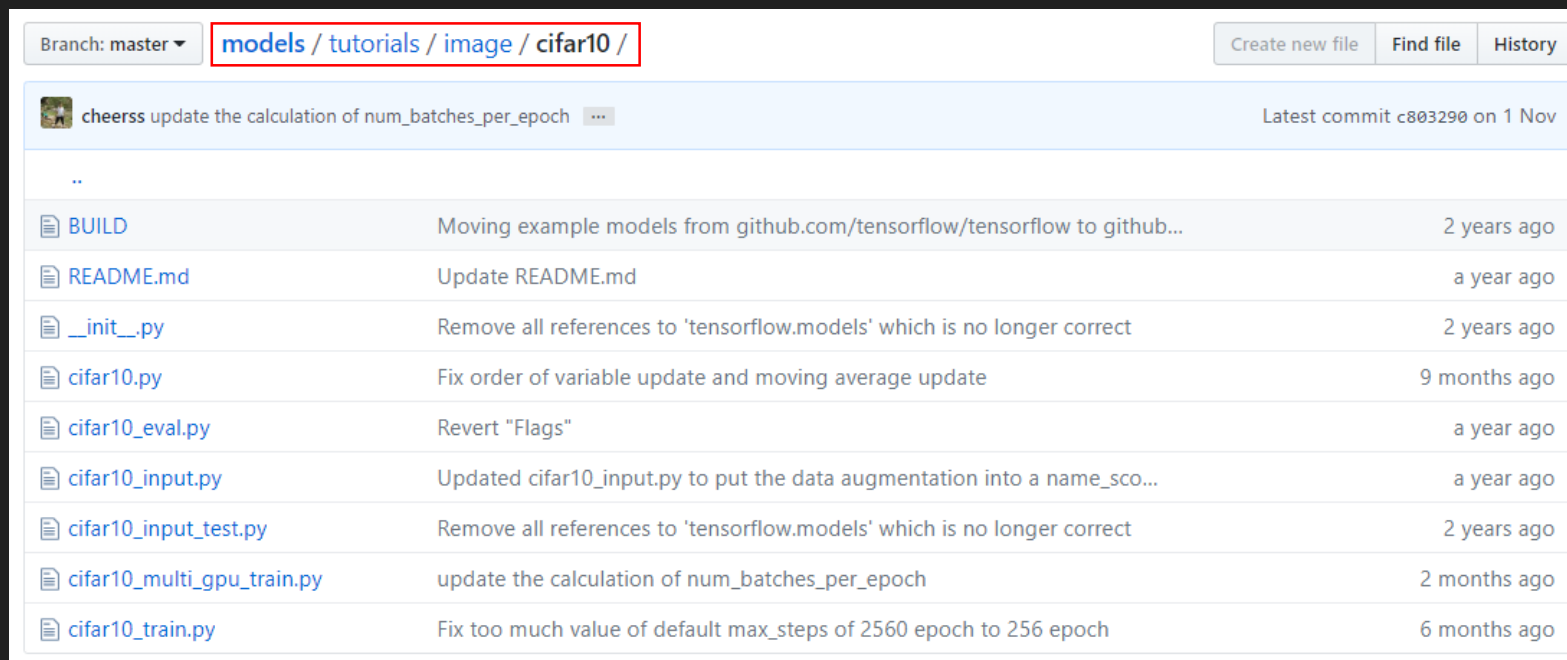 Branch: master models / tutorials / image / cifar10 / Create new file Find file History
cheerss update the calculation of num_batches_per_epoch ... Latest commit c803290 on 1 Nov
..
BUILD Moving example models from github.com/tensorflow/tensorflow to github... 2 years ago
README.md Update README.md a year ago
__init__.py Remove all references to 'tensorflow.models' which is no longer correct 2 years ago
cifar10.py Fix order of variable update and moving average update 9 months ago
cifar10_eval.py Revert "Flags" a year ago
cifar10_input.py Updated cifar10_input.py to put the data augmentation into a name_sco... a year ago
cifar10_input_test.py Remove all references to 'tensorflow.models' which is no longer correct 2 years ago
cifar10_multi_gpu_train.py update the calculation of num_batches_per_epoch 2 months ago
cifar10_train.py Fix too much value of default max_steps of 2560 epoch to 256 epoch 6 months ago